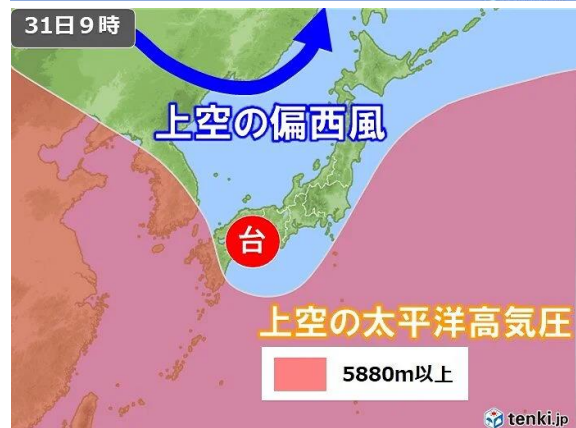 31日9時
上空の偏西風
台
上空の太平洋高気圧
5880m以上
tenki.jp